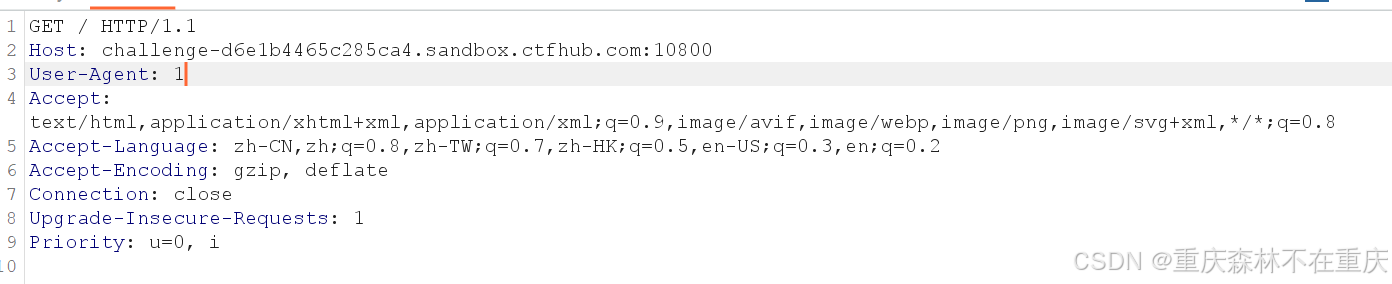 1 GET / HTTP/1.1
2 Host: challenge-d6e1b4465c285ca4.sandbox.ctfhub.com:10800
3 User-Agent: 1
4 Accept:
text/html,application/xhtml+xml,application/xml;q=0.9,image/avif,image/webp,image/png,image/svg+xml,*/*;q=0.8
5 Accept-Language: zh-CN,zh;q=0.8,zh-TW;q=0.7,zh-HK;q=0.5,en-US;q=0.3,en;q=0.2
6 Accept-Encoding: gzip, deflate
7 Connection: close
8 Upgrade-Insecure-Requests: 1
9 Priority: u=0, i
10
CSDN @重庆森林不在重庆